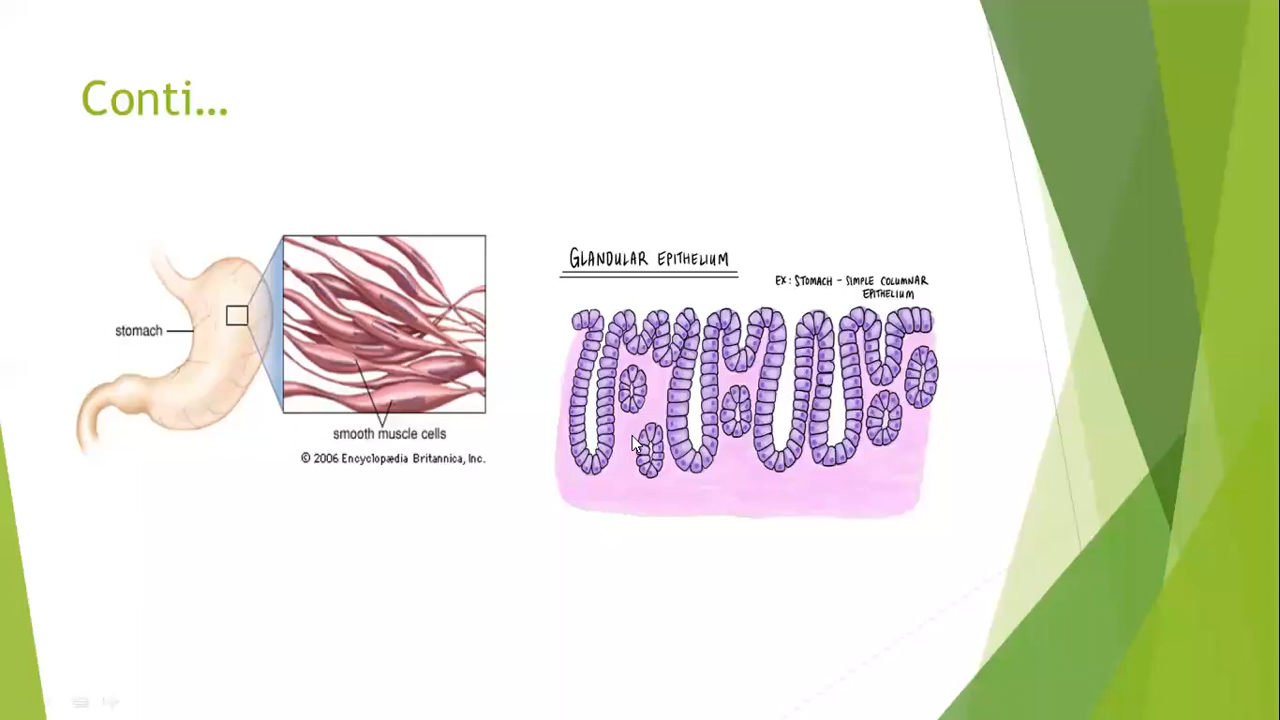 Conti...
stomach
smooth muscle cells
© 2006 Encyclopædia Britannica, Inc.
GLANDULAR EPITHELIUM
EX: STOMACH - SIMPLE COLUMNAR
EPITHELIUM